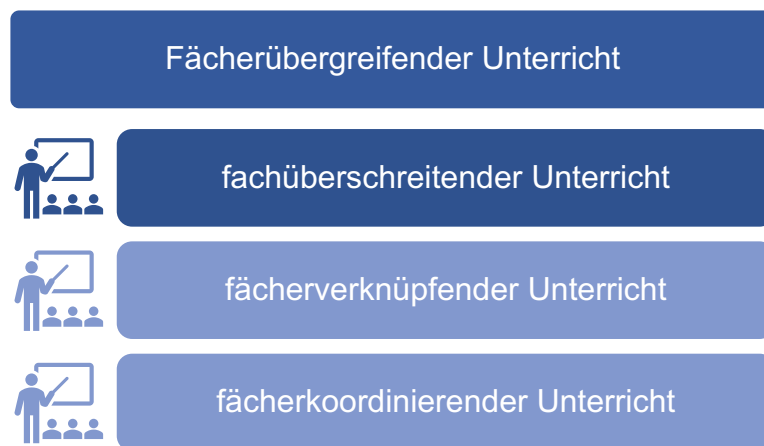 Fächerübergreifender Unterricht
fachüberschreitender Unterricht
fächerverknüpfender Unterricht
fächerkoordinierender Unterricht